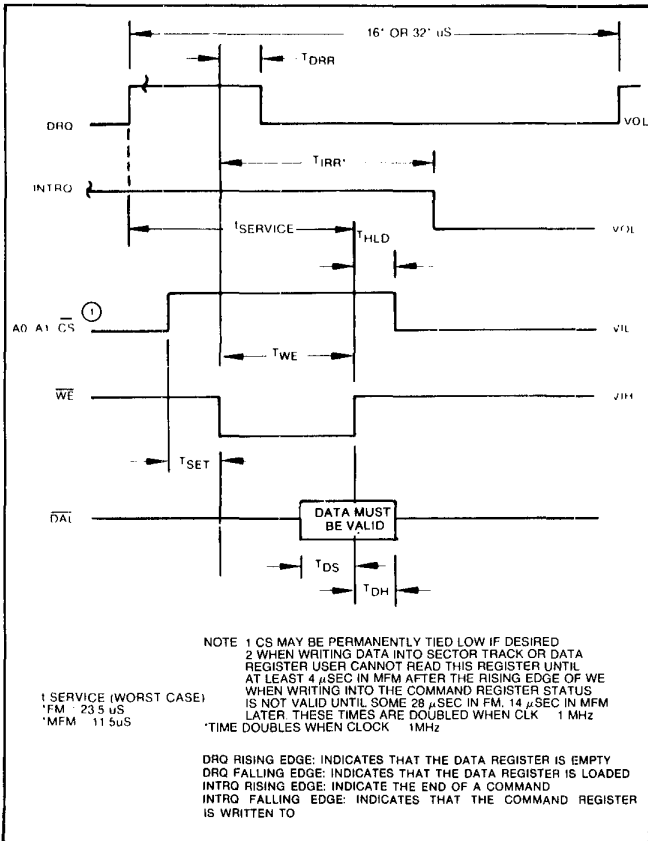 16* OR 32* uS
TDRR
DRQ
VOL
TIRR*
INTRQ
tSERVICE
VOL
THLD
1
A0 A1 CS
VIL
TWE
WE
VIH
TSET
DAL
DATA MUST
BE VALID
TDS
TDH
NOTE 1 CS MAY BE PERMANENTLY TIED LOW IF DESIRED
2 WHEN WRITING DATA INTO SECTOR TRACK OR DATA
REGISTER USER CANNOT READ THIS REGISTER UNTIL
AT LEAST 4 µSEC IN MFM AFTER THE RISING EDGE OF WE
WHEN WRITING INTO THE COMMAND REGISTER STATUS
IS NOT VALID UNTIL SOME 28 µSEC IN FM, 14 µSEC IN MFM
LATER. THESE TIMES ARE DOUBLED WHEN CLK 1 MHz
t SERVICE (WORST CASE)
*FM 23 5 uS
*MFM 11 5uS
*TIME DOUBLES WHEN CLOCK 1MHz
DRQ RISING EDGE: INDICATES THAT THE DATA REGISTER IS EMPTY
DRQ FALLING EDGE: INDICATES THAT THE DATA REGISTER IS LOADED
INTRQ RISING EDGE: INDICATE THE END OF A COMMAND
INTRQ FALLING EDGE: INDICATES THAT THE COMMAND REGISTER
IS WRITTEN TO